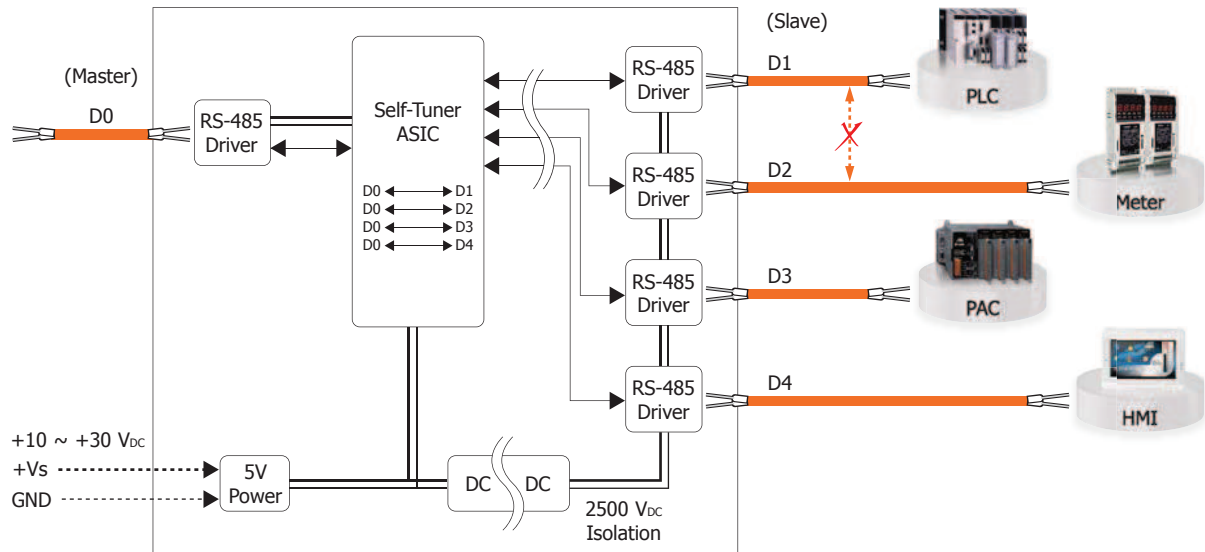 (Master)
D0
RS-485
Driver
Self-Tuner
ASIC
D0 D1
D0 D2
D0 D3
D0 D4
RS-485
Driver
RS-485
Driver
RS-485
Driver
RS-485
Driver
(Slave)
D1
PLC
D2
Meter
D3
PAC
D4
HMI
+10 ~ +30 VDC
+Vs
GND
5V
Power
DC DC
2500 VDC
Isolation